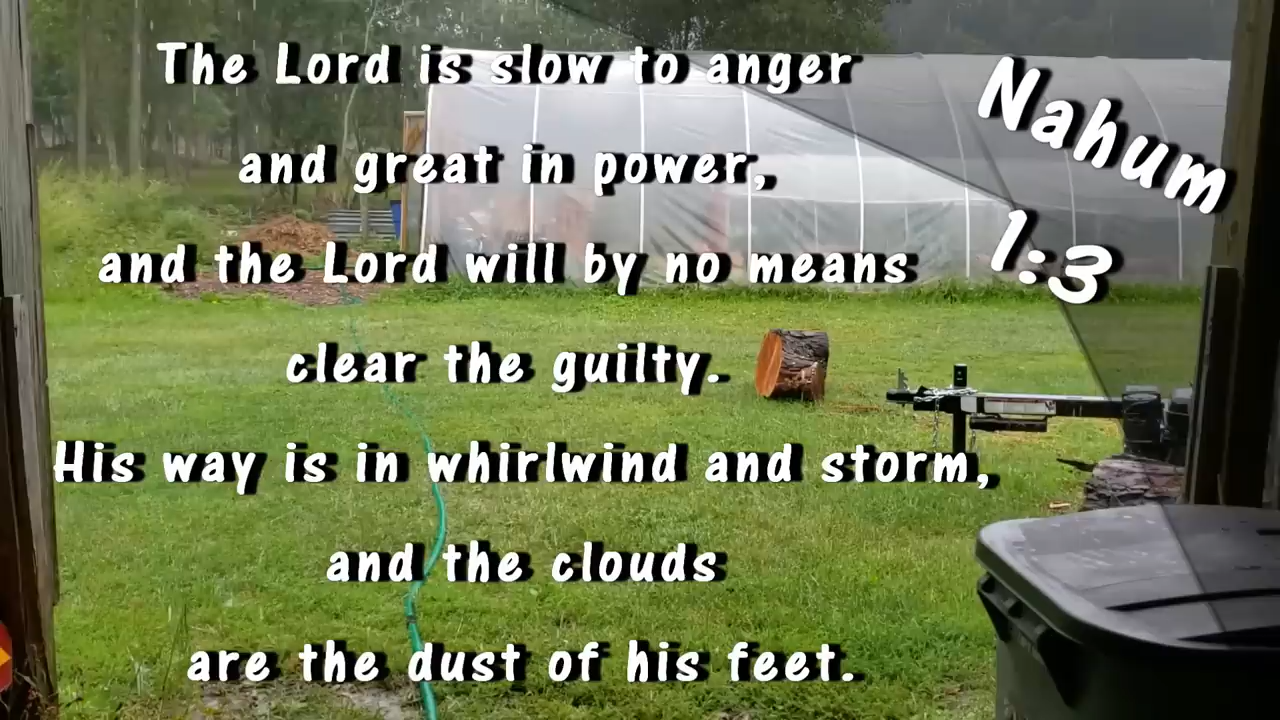 The Lord is slow to anger
and great in power,
and the Lord will by no means
clear the guilty.
His way is in whirlwind and storm,
and the clouds
are the dust of his feet.
Nahum
1:3